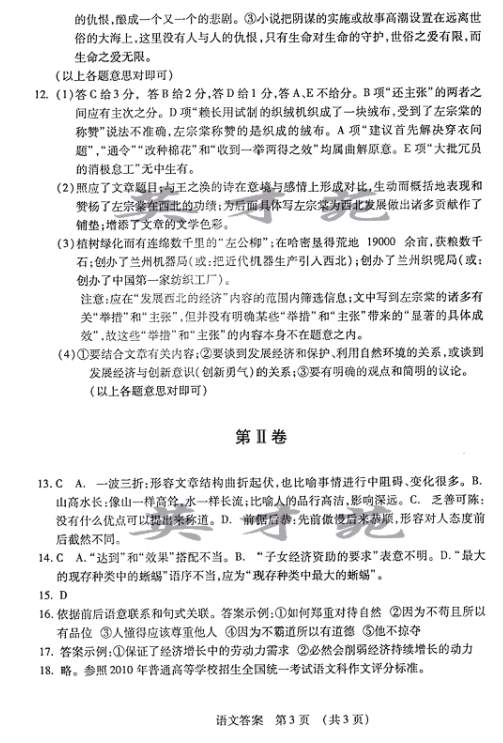 的仇恨,酿成一个又一个的悲剧。③小说把阴谋的实施或故事高潮设置在远离世
俗的大海上,这里没有人与人的仇恨,只有生命对生命的守护,世俗之爱有限,而
生命之爱无限。
(以上各题意思对即可)
12. (1)答C给3分, 答B给2分,答D给1分,答A、E不给分。B项“还主张”的两者之
间应有主次之分。D项“赖长用试制的织绒机织成了一块绒布,受到了左宗棠的
称赞”说法不准确,左宗棠称赞的是织成的绒布。A项“建议首先解决穿衣问
题”,“通令”“改种棉花”和“收到一举两得之效”均属曲解原意。E项“大批冗员
的消极怠工”无中生有。
(2)照应了文章题目;与王之涣的诗在意境与感情上形成对比,生动而概括地表现和
赞杨了左宗棠在西北的功绩;为后面具体写左宗棠为西北发展做出诸多贡献作了
铺垫;增添了文章的文学色彩。
(3)植树绿化而有连绵数千里的“左公柳”;在哈密垦得荒地 19000 余亩,获粮数千
石;创办了兰州机器局(或:把近代机器生产引入西北);创办了兰州织呢局(或:
创办了中国第一家纺织工厂)。
注意:应在“发展西北的经济”内容的范围内筛选信息;文中写到左宗棠的诸多有
关“举措”和“主张”,但并没有明确某些“举措”和“主张”带来的“显著的具体成
效”,故这些“举措”和“主张”的内容本身不在题意之内。
(4)①要结合文章有关内容;②要谈到发展经济和保护、利用自然环境的关系,或谈到
发展经济与创新意识(创新勇气)的关系;③要有明确的观点和简明的议论。
(以上各题意思对即可)
第Ⅱ卷
13. C A. 一波三折:形容文章结构曲折起伏,也比喻事情进行中阻碍、变化很多。B.
山高水长:像山一样高耸,水一样长流;比喻人的品行高洁,影响深远。C. 乏善可陈:
没有什么优点可以提出来称道。D. 前倨后恭:先前傲慢后来恭顺,形容对人态度前
后截然不同。
14. C A.“达到”和“效果”搭配不当。B. “子女经济资助的要求”表意不明。D.“最大
的现存种类中的蜥蜴”语序不当,应为“现存种类中最大的蜥蜴”。
15. D
16. 依据前后语意联系和句式关联。答案示例:①如何郑重对待自然 ②因为不苟且所以
有品位 ③人懂得应该尊重他人 ④因为不霸道所以有道德 ⑤他不掠夺
17. 答案示例:①保证了经济增长中的劳动力需求 ②必然会削弱经济持续增长的动力
18. 略。参照2010年普通高等学校招生全国统一考试语文科作文评分标准。
英才苑
英才苑
语文答案 第3页 (共3页)